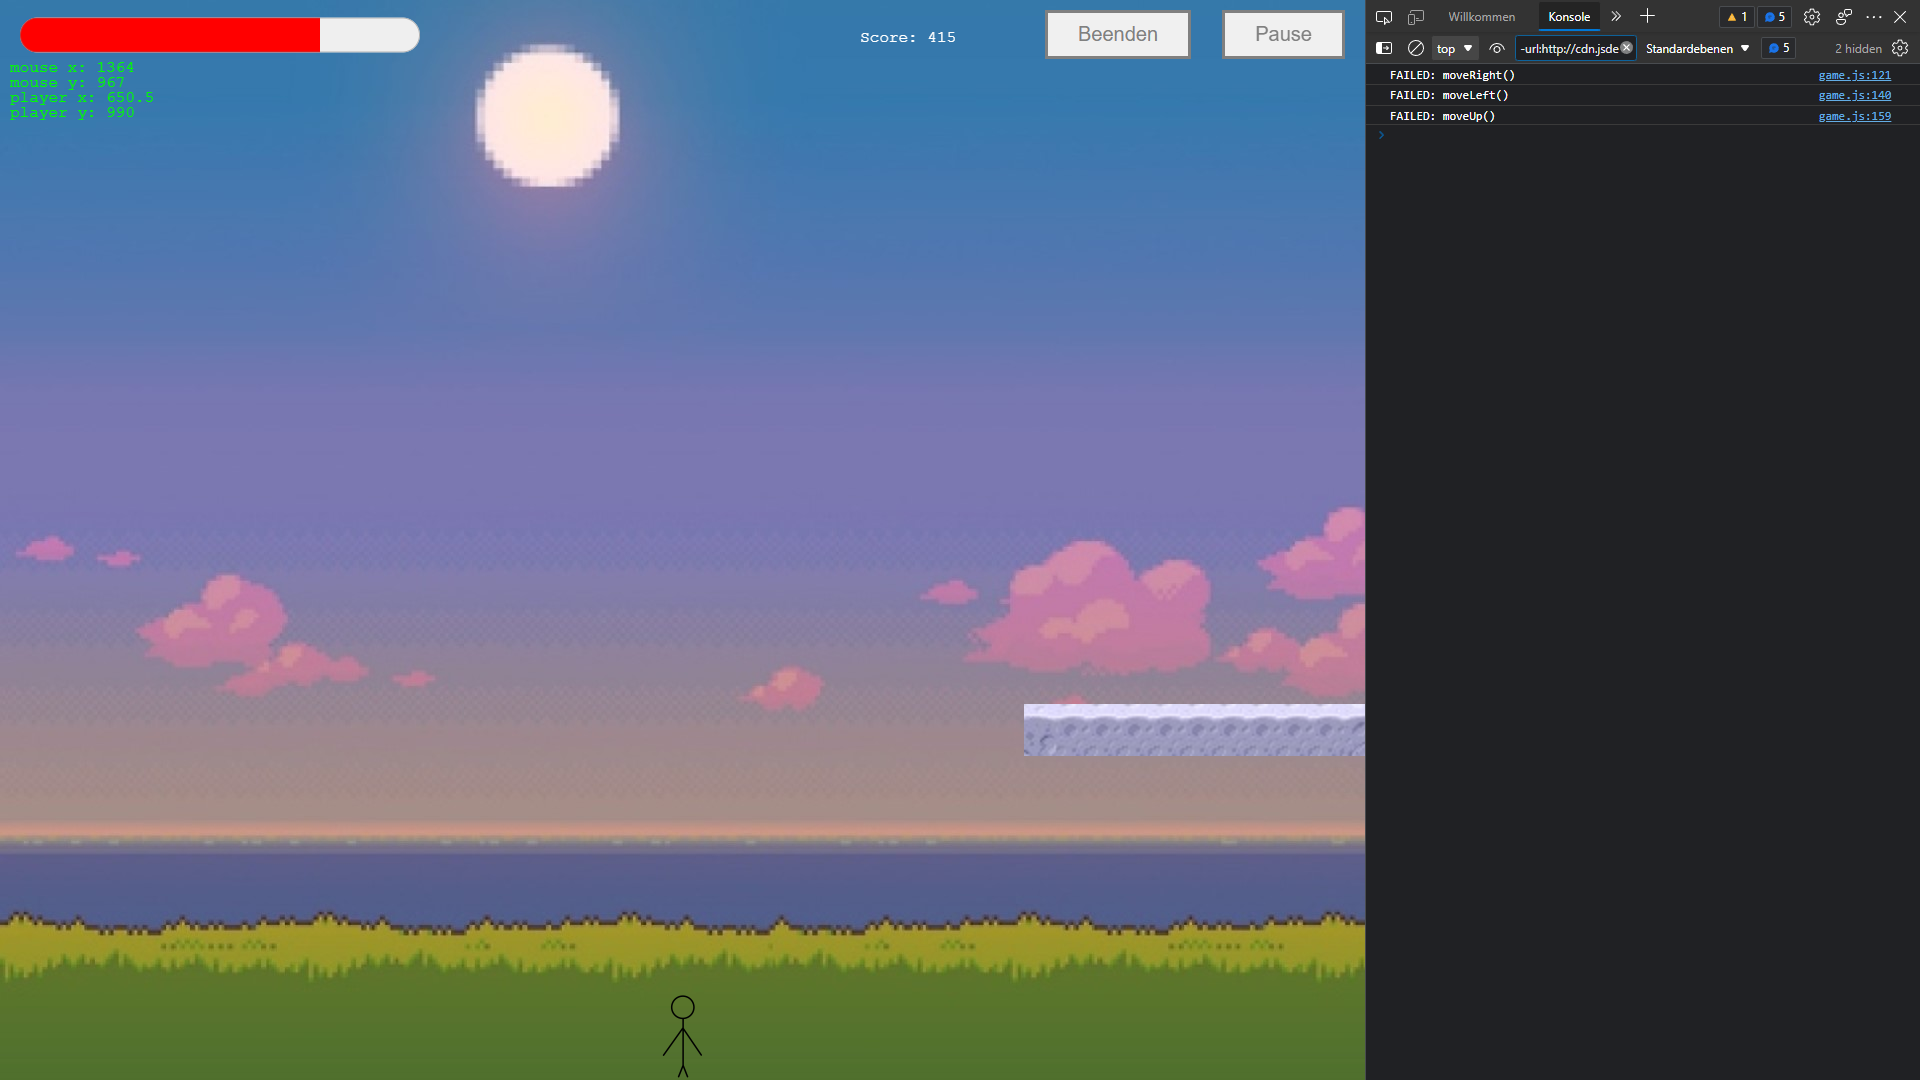 Score: 415
Beenden
Pause
mouse x: 1364
mouse y: 967
player x: 650.5
player y: 990
Willkommen
Konsole
1
5
top
-url:http://cdn.jsde
Standardebenen
5
2 hidden
FAILED: moveRight() game.js:121
FAILED: moveLeft() game.js:140
FAILED: moveUp() game.js:159